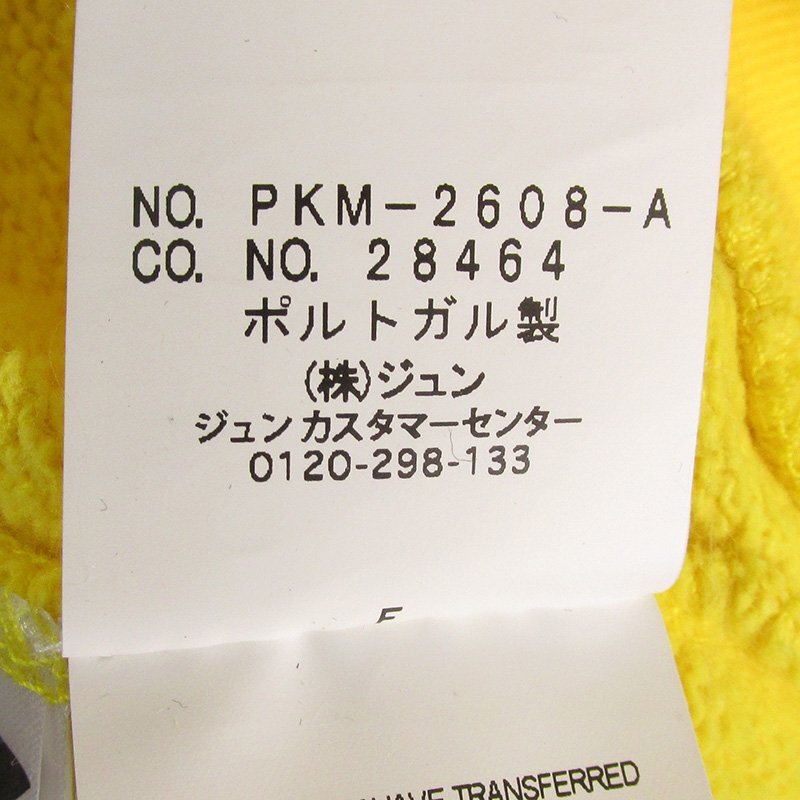 NO. PKM-2608-A
CO. NO. 28464
ポルトガル製
(株)ジュン
ジュンカスタマーセンター
0120-298-133
TRANSFERRED